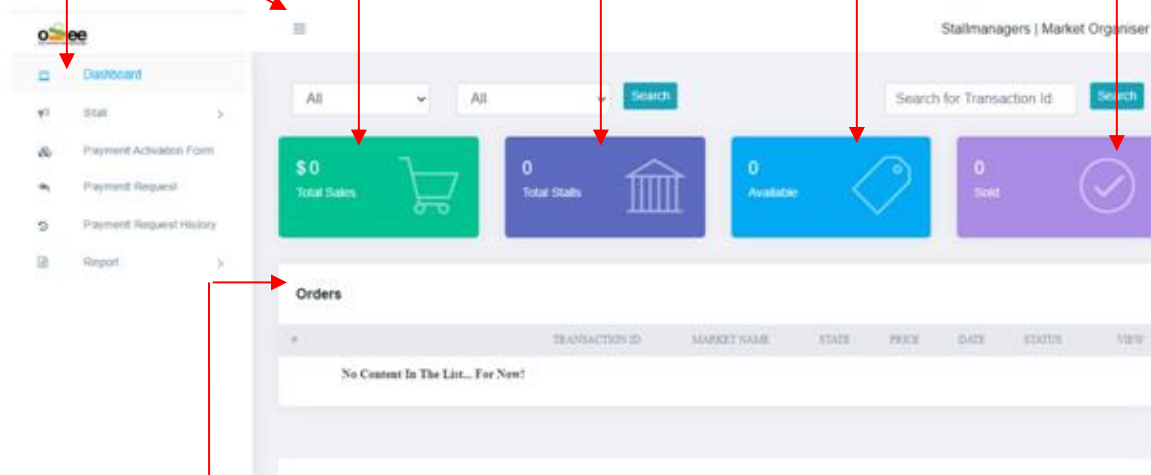 Stallmanagers | Market Organiser
Dashboard
Stall
Payment Activation Form
Payment Request
Payment Request History
Report
All
All
Search
Search for Transaction Id
Search
$ 0
Total Sales
0
Total Stalls
0
Available
0
Sold
Orders
# TRANSACTION ID MARKET NAME STATE PRICE DATE STATUS VIEW
No Content In The List... For Now!